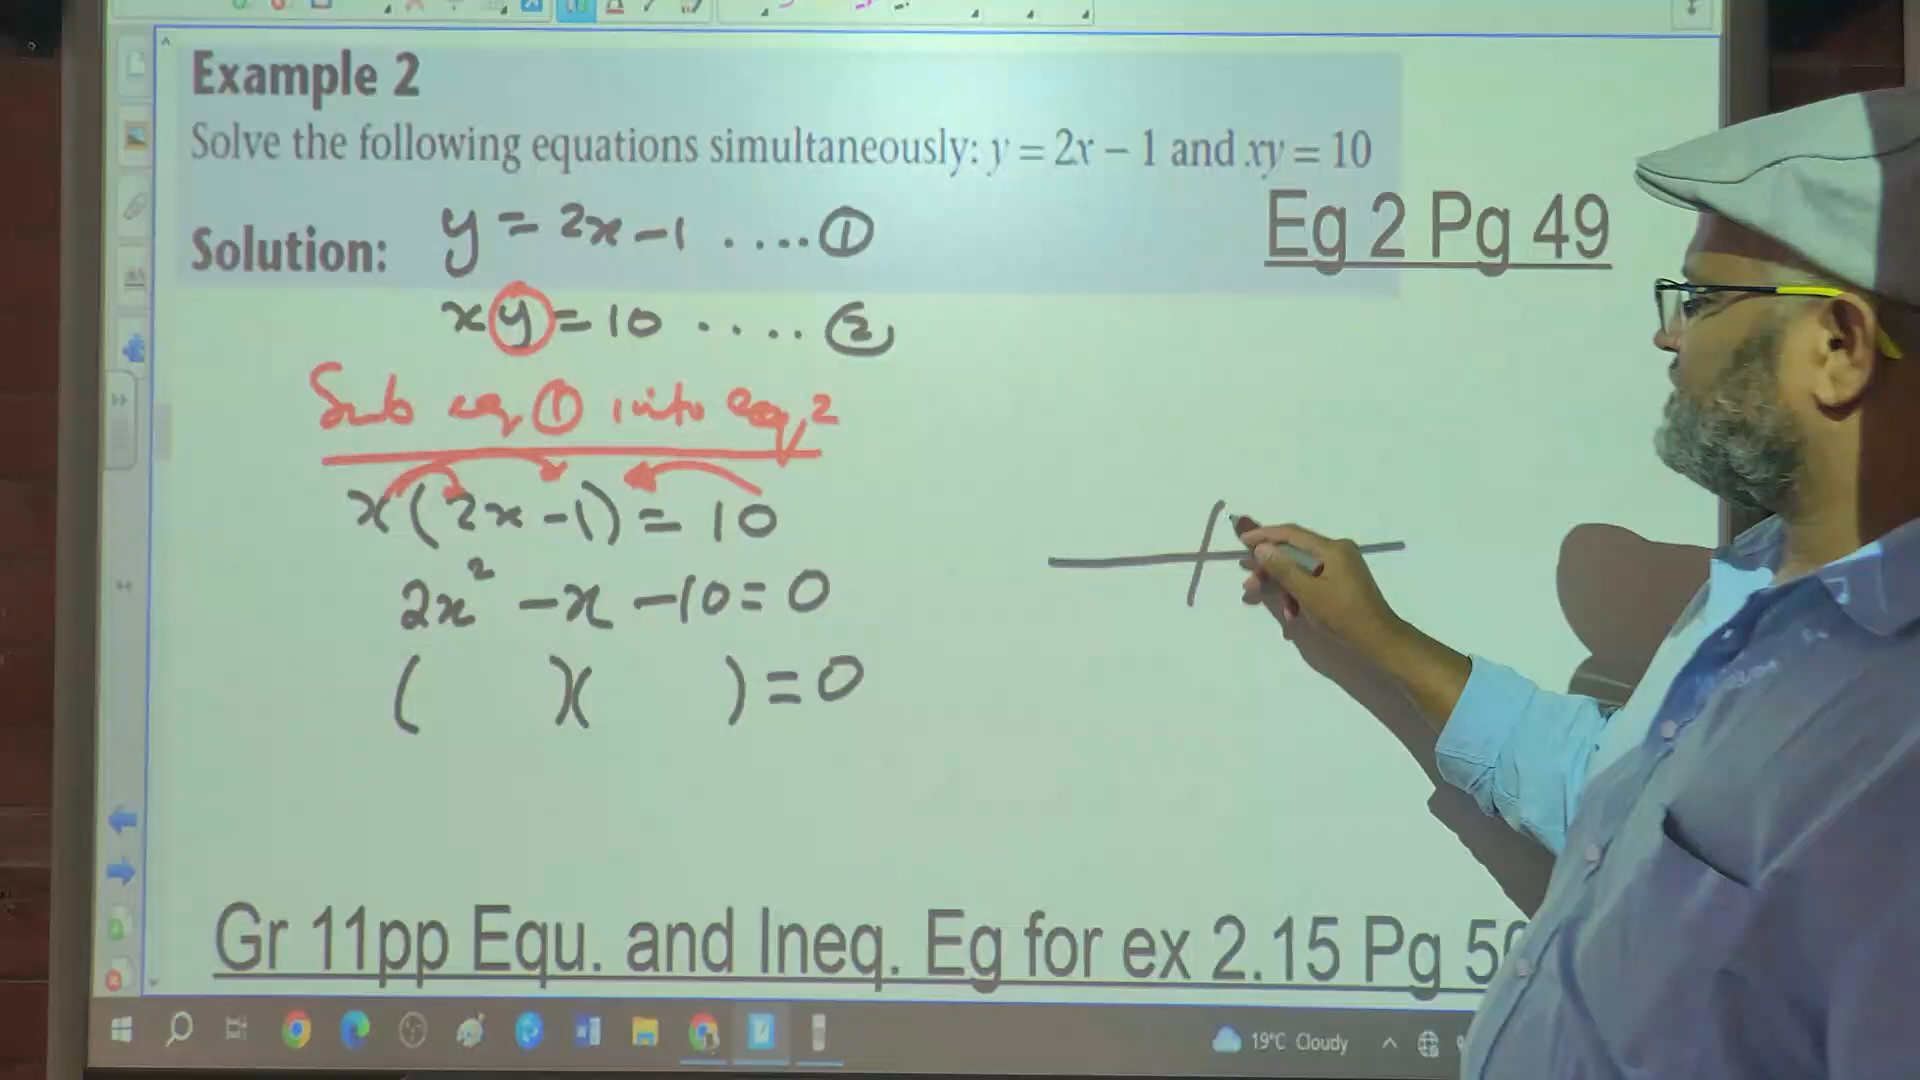 Example 2
Solve the following equations simultaneously: y = 2x – 1 and xy = 10
Eg 2 Pg 49
Solution: y = 2x - 1 .... ①
xy = 10 .... ②
Sub eq ① into eq 2
x(2x - 1) = 10
2x² - x - 10 = 0
( )( ) = 0
Gr 11pp Equ. and Ineq. Eg for ex 2.15 Pg
19°C Cloudy